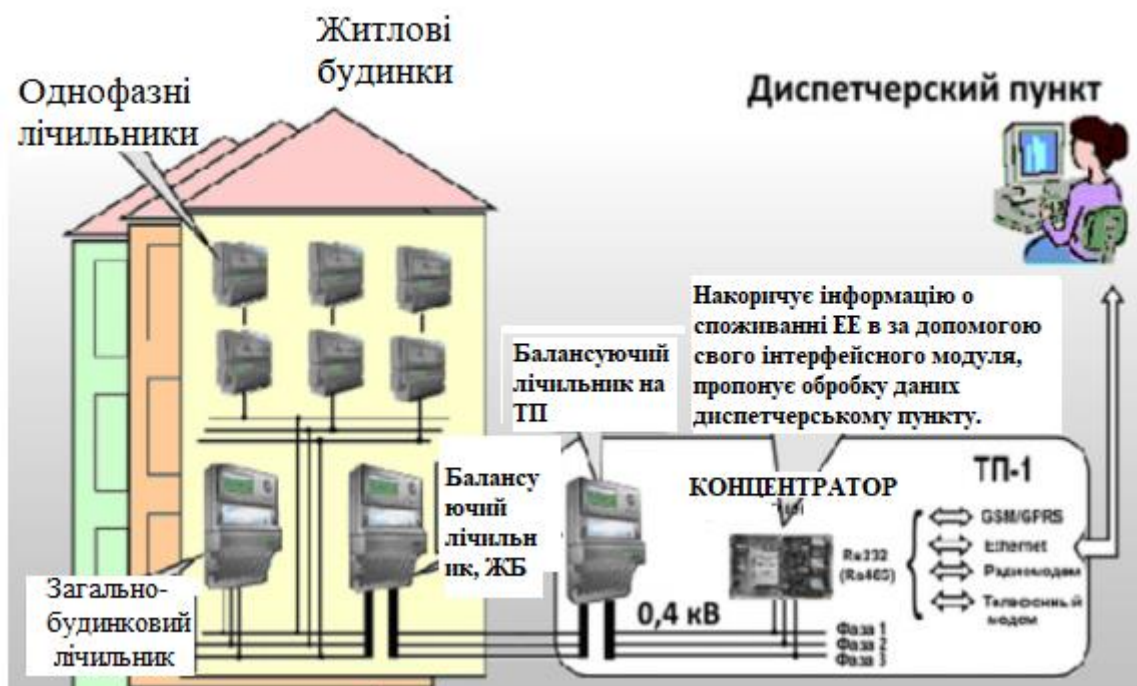 Житлові
будинки
Однофазні
лічильники
Диспетчерский пункт
Накоричує інформацію о
споживанні ЕЕ в за допомогою
свого інтерфейсного модуля,
пропонує обробку даних
диспетчерському пункту.
Балансуючий
лічильник на
ТП
Балансу
ючий
лічильн
ик, ЖБ
КОНЦЕНТРАТОР
ТП-1
GSM/GPRS
Ethernet
Радиомодем
Телефонный
модем
Rs232
(Rs485)
Загально-
будинковий
лічильник
0,4 кВ
Фаза 1
Фаза 2
Фаза 3